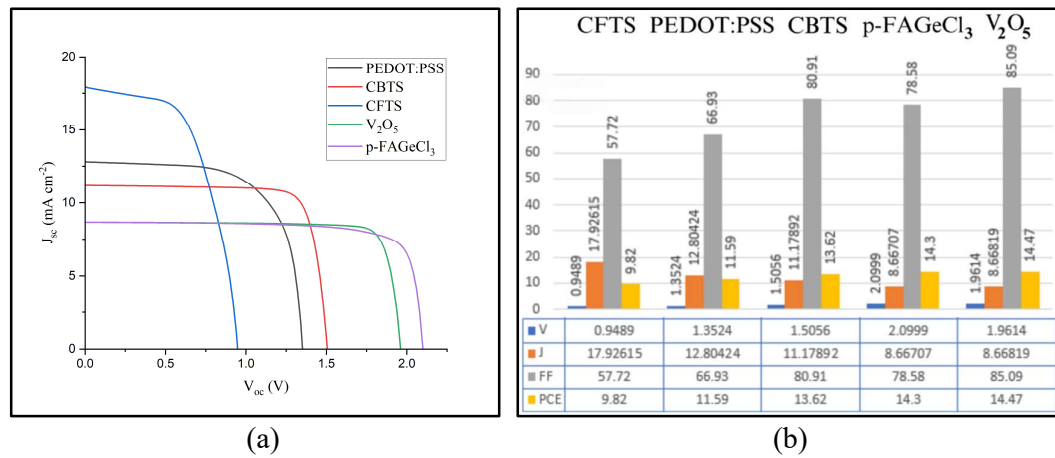 20
15
10
5
0
0.0
0.5
1.0
1.5
2.0
J_sc (mA cm⁻²)
V_oc (V)
PEDOT:PSS
CBTS
CFTS
V₂O₅
p-FAGeCl₃
(a)
CFTS PEDOT:PSS CBTS p-FAGeCl₃ V₂O₅
90
80
70
60
50
40
30
20
10
0
0.9489
17.92615
57.72
9.82
1.3524
12.80424
66.93
11.59
1.5056
11.17892
80.91
13.62
2.0999
8.66707
78.58
14.3
1.9614
8.66819
85.09
14.47
V 0.9489 1.3524 1.5056 2.0999 1.9614
J 17.92615 12.80424 11.17892 8.66707 8.66819
FF 57.72 66.93 80.91 78.58 85.09
PCE 9.82 11.59 13.62 14.3 14.47
(b)